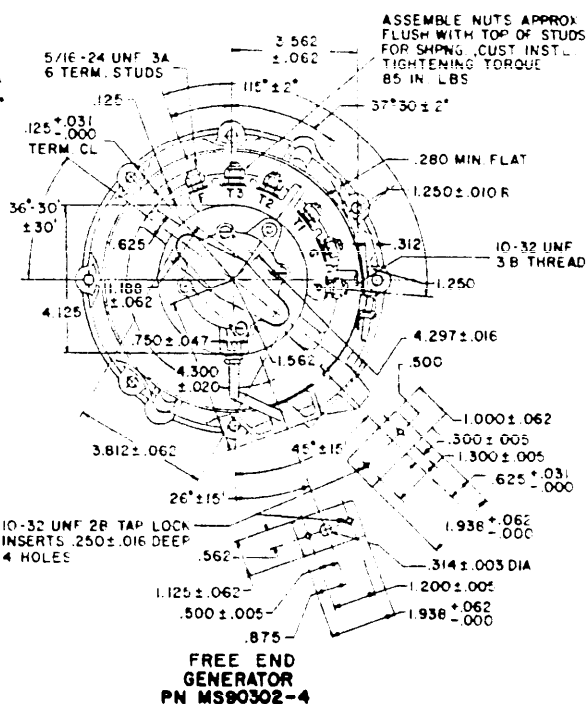 ASSEMBLE NUTS APPROX
FLUSH WITH TOP OF STUDS
FOR SHPNG., CUST INSTL.
TIGHTENING TORQUE
85 IN. LBS
3.562
±.062
5/16-24 UNF 3A
6 TERM. STUDS
115°±2°
37°30±2°
.125
.125 +.031
-.000
TERM. CL
.280 MIN. FLAT
1.250±.010 R
F
T3
T2
T1
36°-30'
±30'
.625
.312
10-32 UNF
3B THREAD
1.250
1.188
±.062
4.125
4.297±.016
.750±.047
1.562
.500
4.300
±.020
1.000±.062
.300±.005
1.300±.005
3.812±.062
45°±15'
.625 +.031
-.000
26°±15'
1.938 +.062
-.000
10-32 UNF 2B TAP LOCK
INSERTS .250±.016 DEEP
4 HOLES
.562
.314±.003 DIA
1.125±.062
1.200±.005
.500±.005
1.938 +.062
-.000
.875
FREE END
GENERATOR
PN MS90302-4